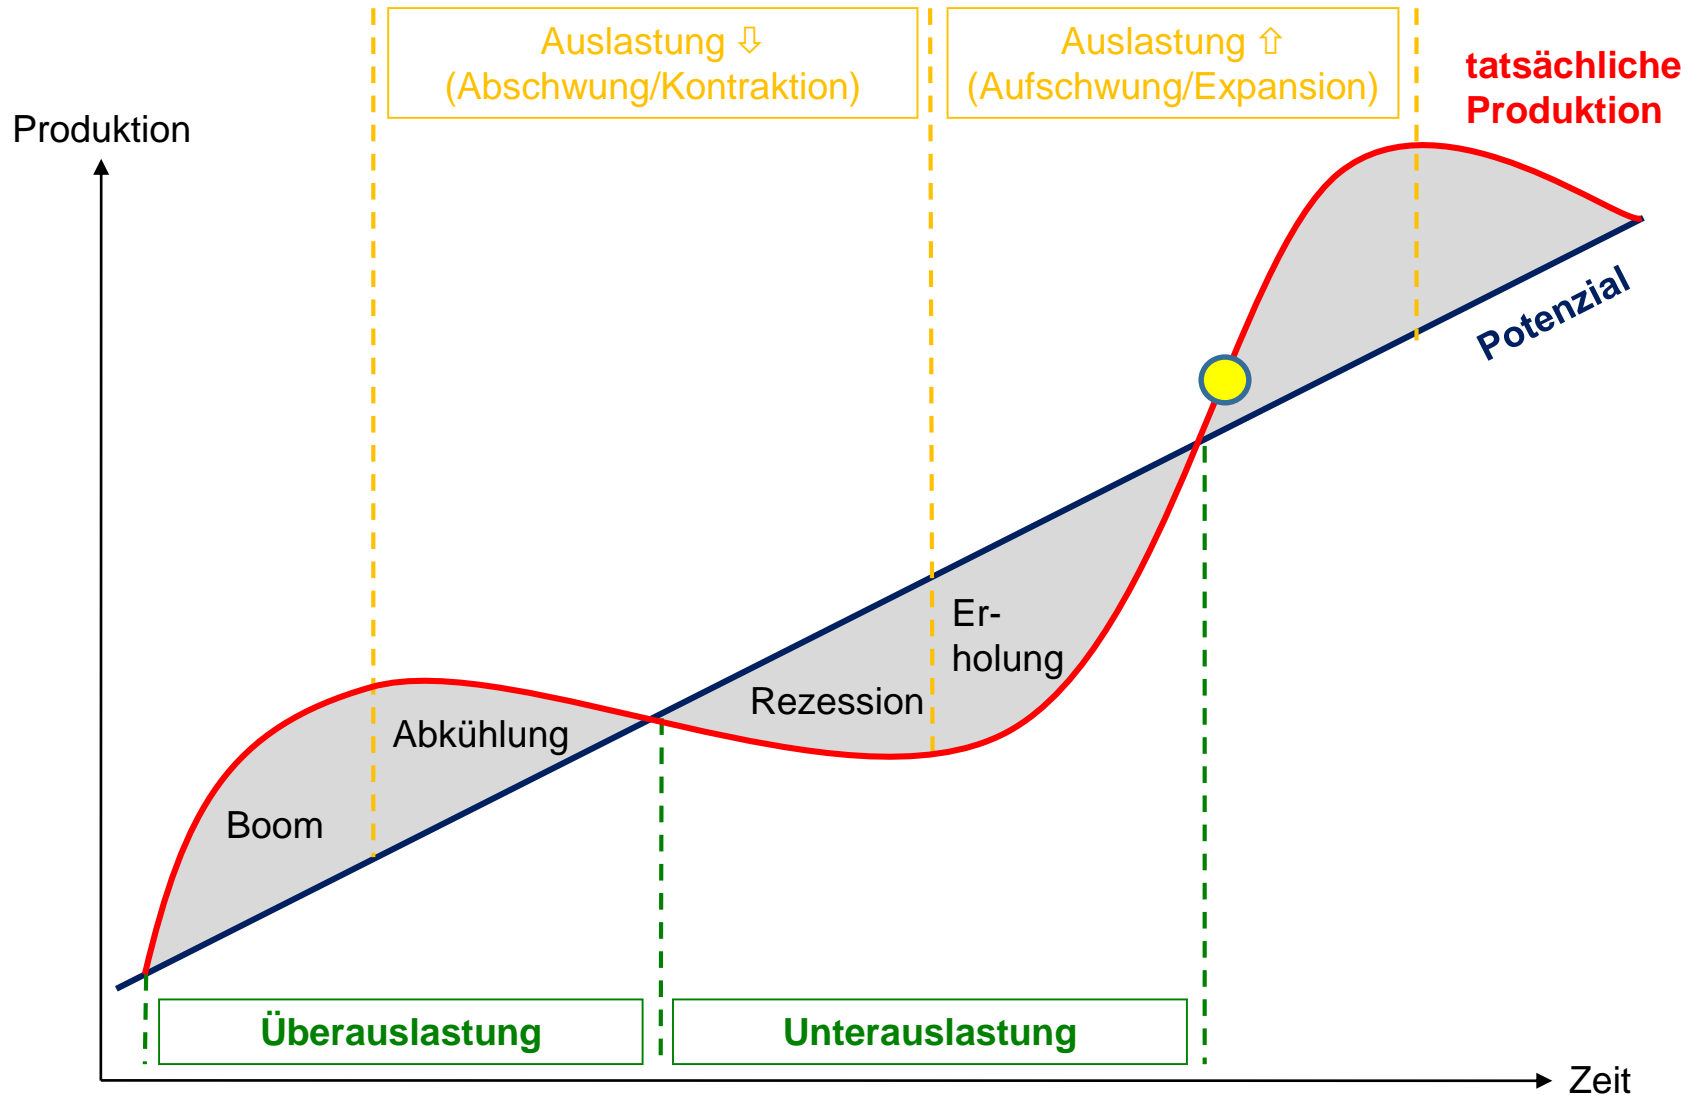 Auslastung ⇩
(Abschwung/Kontraktion)
Auslastung ⇧
(Aufschwung/Expansion)
tatsächliche
Produktion
Produktion
Potenzial
Er-
holung
Rezession
Abkühlung
Boom
Überauslastung
Unterauslastung
Zeit